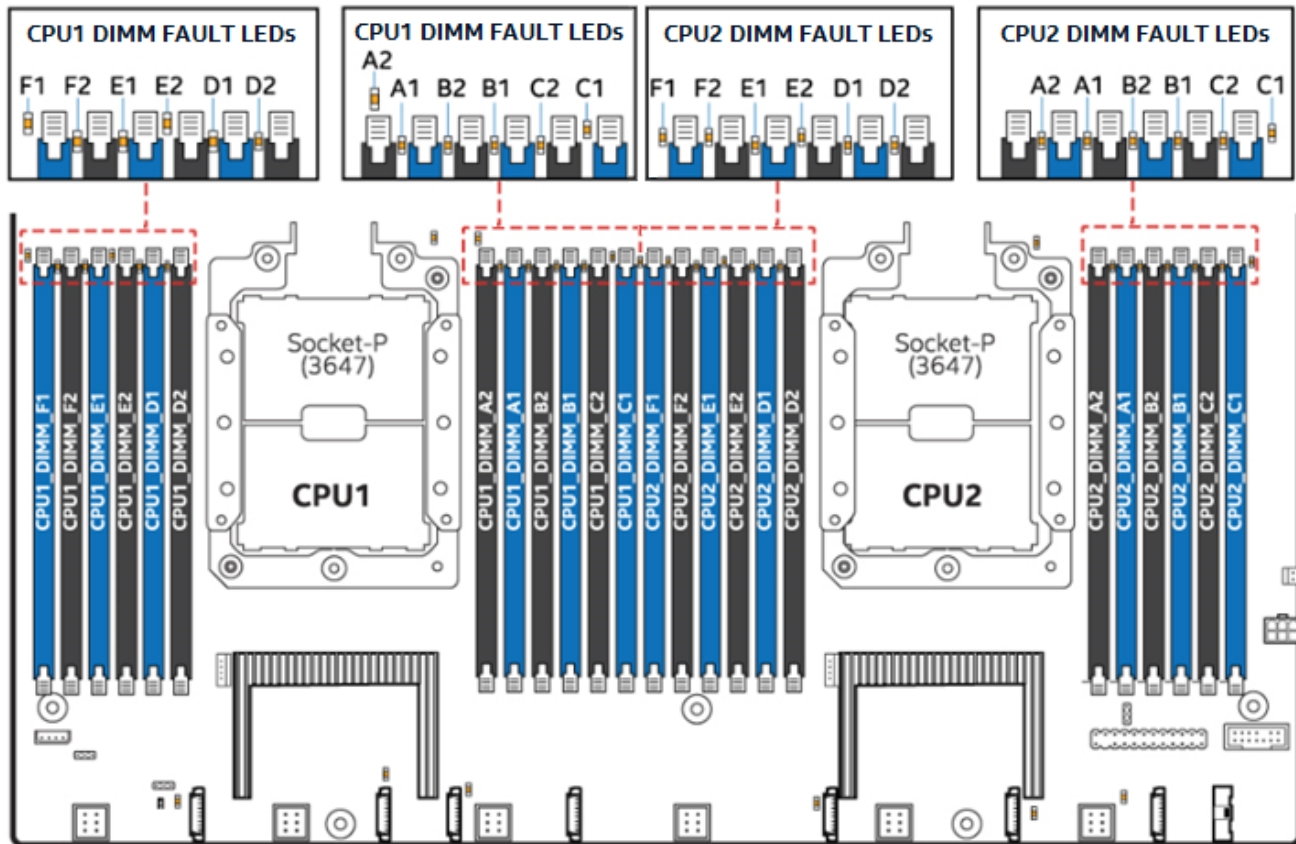 CPU1 DIMM FAULT LEDs
F1 F2 E1 E2 D1 D2
CPU1 DIMM FAULT LEDs
A2
A1 B2 B1 C2 C1
CPU2 DIMM FAULT LEDs
F1 F2 E1 E2 D1 D2
CPU2 DIMM FAULT LEDs
A2 A1 B2 B1 C2 C1
CPU1_DIMM_F1
CPU1_DIMM_F2
CPU1_DIMM_E1
CPU1_DIMM_E2
CPU1_DIMM_D1
CPU1_DIMM_D2
Socket-P
(3647)
CPU1
CPU1_DIMM_A2
CPU1_DIMM_A1
CPU1_DIMM_B2
CPU1_DIMM_B1
CPU1_DIMM_C2
CPU1_DIMM_C1
CPU2_DIMM_F1
CPU2_DIMM_F2
CPU2_DIMM_E1
CPU2_DIMM_E2
CPU2_DIMM_D1
CPU2_DIMM_D2
Socket-P
(3647)
CPU2
CPU2_DIMM_A2
CPU2_DIMM_A1
CPU2_DIMM_B2
CPU2_DIMM_B1
CPU2_DIMM_C2
CPU2_DIMM_C1